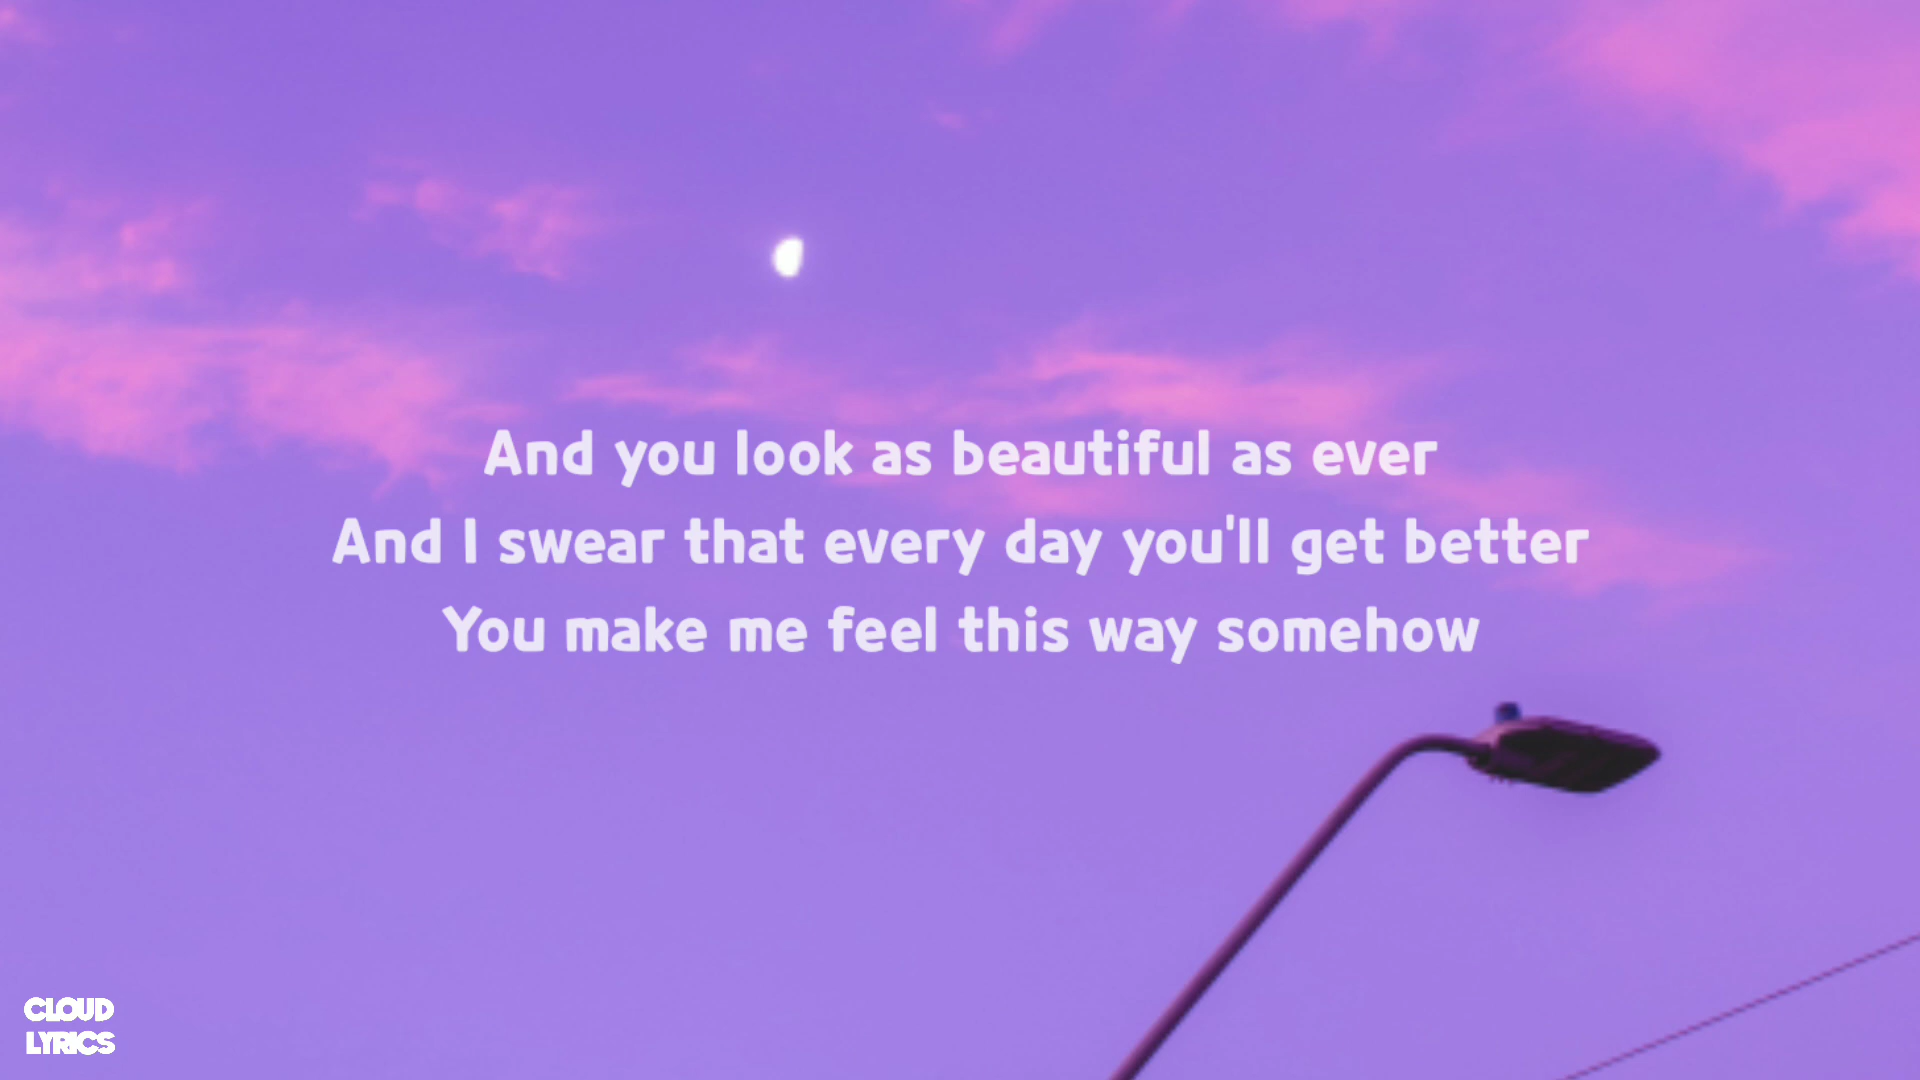 And you look as beautiful as ever
And I swear that every day you'll get better
You make me feel this way somehow
CLOUD
LYRICS